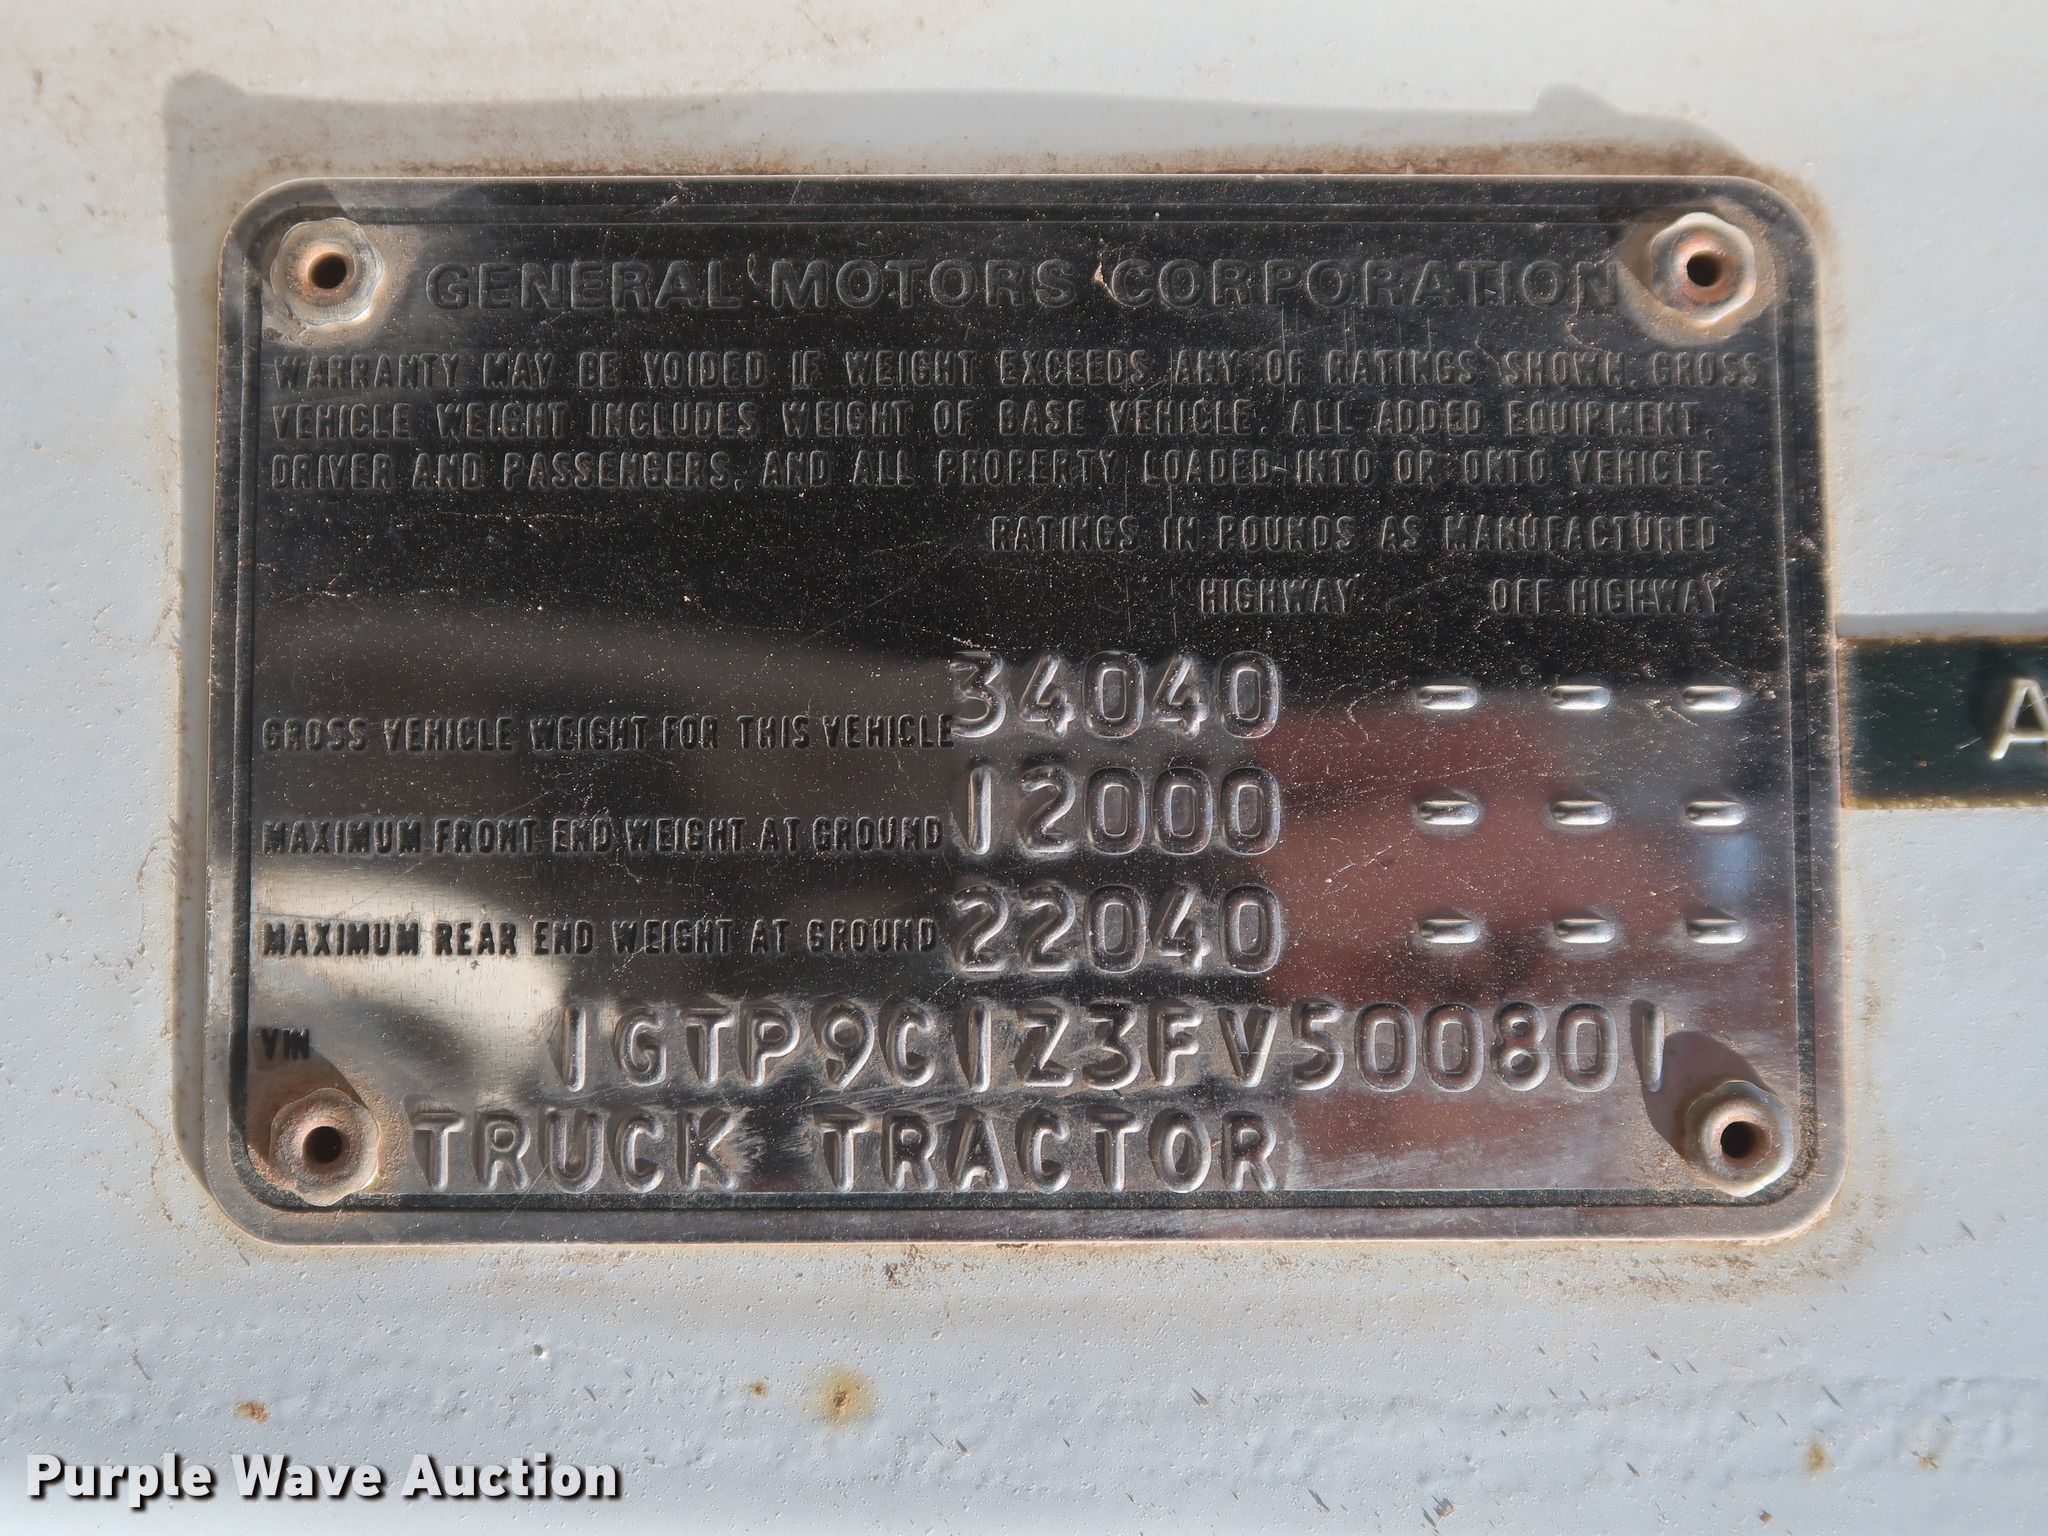 GENERAL MOTORS CORPORATION
WARRANTY MAY BE VOIDED IF WEIGHT EXCEEDS ANY OF RATINGS SHOWN. GROSS
VEHICLE WEIGHT INCLUDES WEIGHT OF BASE VEHICLE. ALL ADDED EQUIPMENT,
DRIVER AND PASSENGERS, AND ALL PROPERTY LOADED INTO OR ONTO VEHICLE.
RATINGS IN POUNDS AS MANUFACTURED
HIGHWAY OFF HIGHWAY
GROSS VEHICLE WEIGHT FOR THIS VEHICLE 34040 - - -
MAXIMUM FRONT END WEIGHT AT GROUND 12000 - - -
MAXIMUM REAR END WEIGHT AT GROUND 22040 - - -
VIN 1GTP9C1Z3FV500801
TRUCK TRACTOR
A
Purple Wave Auction